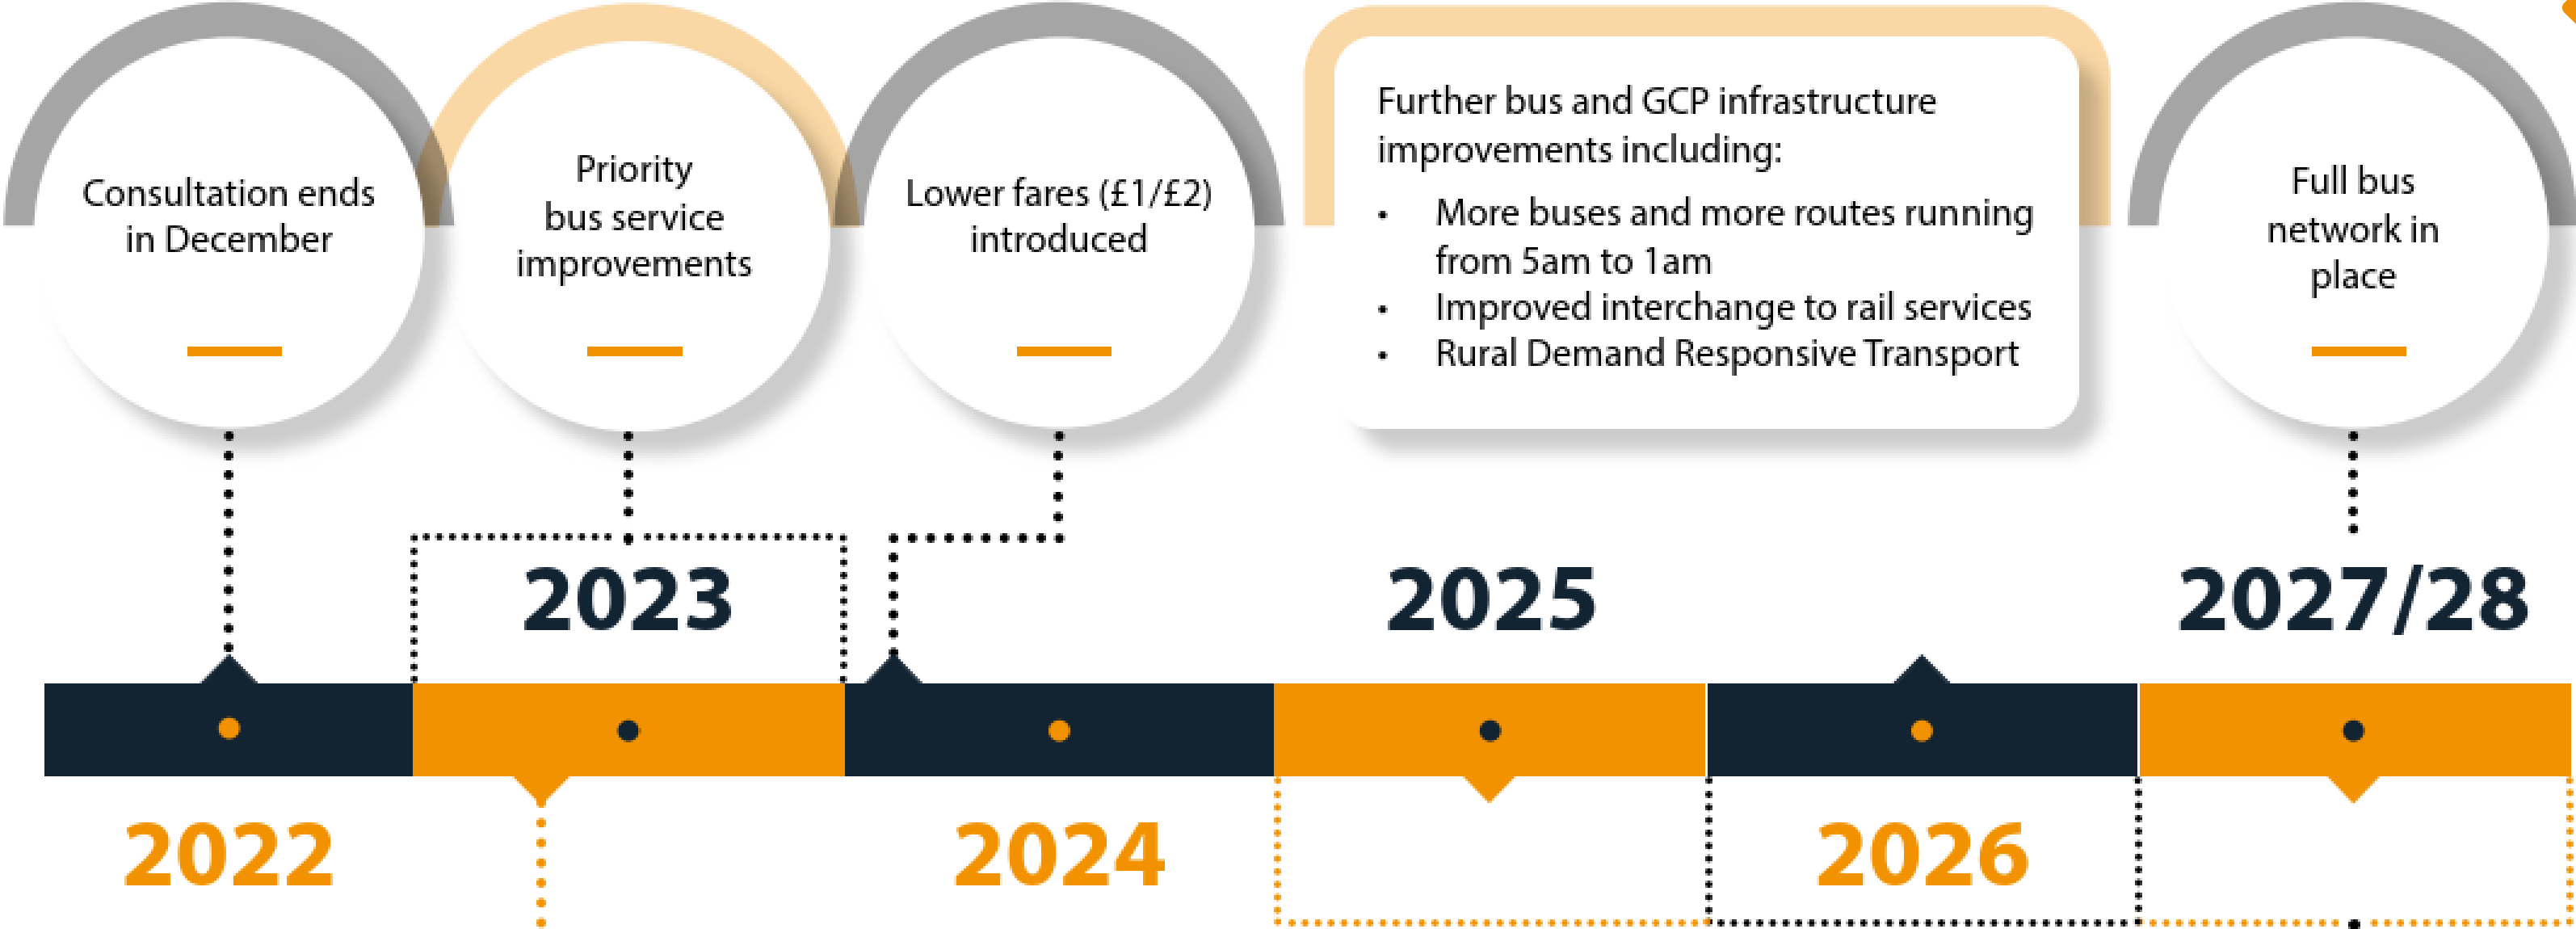 Consultation ends
in December
Priority
bus service
improvements
Lower fares (£1/£2)
introduced
Further bus and GCP infrastructure
improvements including:
• More buses and more routes running
from 5am to 1am
• Improved interchange to rail services
• Rural Demand Responsive Transport
Full bus
network in
place
2023
2025
2027/28
2022
2024
2026